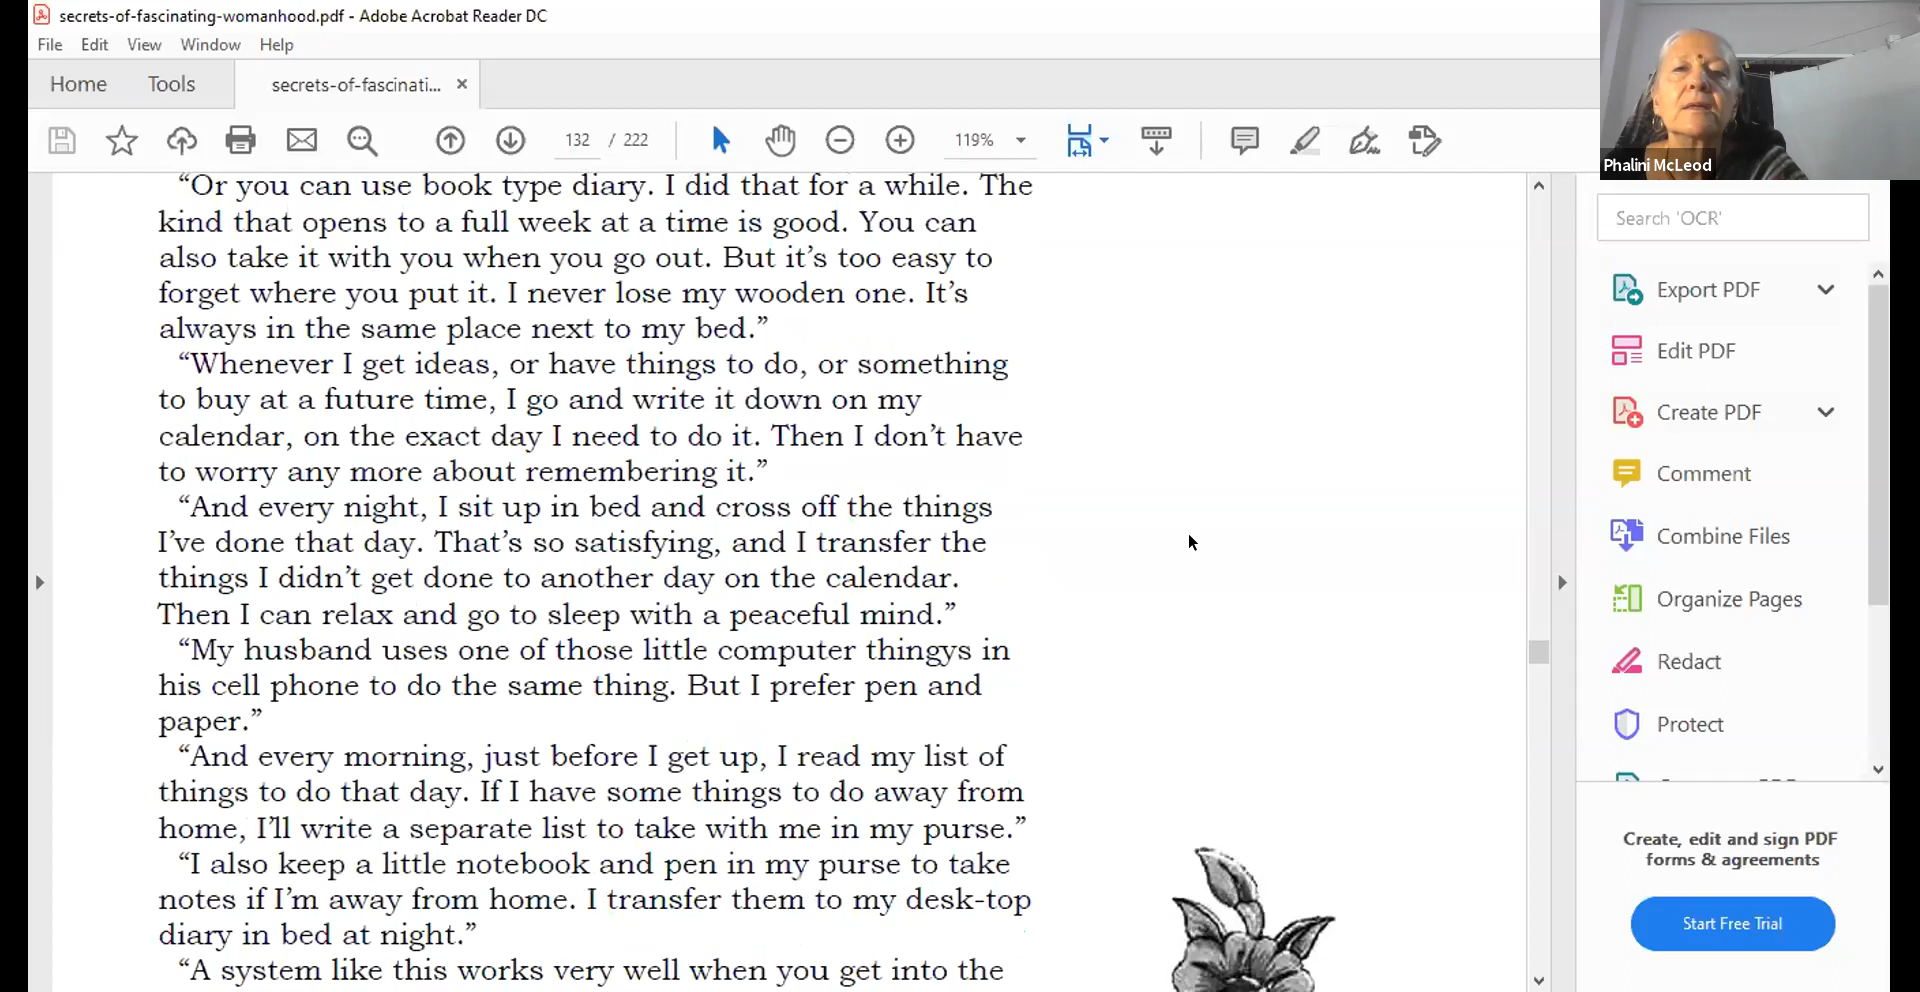 secrets-of-fascinating-womanhood.pdf - Adobe Acrobat Reader DC
File Edit View Window Help
Home Tools secrets-of-fascinati... ×
132 / 222 119%
Phalini McLeod
“Or you can use book type diary. I did that for a while. The
kind that opens to a full week at a time is good. You can
also take it with you when you go out. But it’s too easy to
forget where you put it. I never lose my wooden one. It’s
always in the same place next to my bed.”
“Whenever I get ideas, or have things to do, or something
to buy at a future time, I go and write it down on my
calendar, on the exact day I need to do it. Then I don’t have
to worry any more about remembering it.”
“And every night, I sit up in bed and cross off the things
I’ve done that day. That’s so satisfying, and I transfer the
things I didn’t get done to another day on the calendar.
Then I can relax and go to sleep with a peaceful mind.”
“My husband uses one of those little computer thingys in
his cell phone to do the same thing. But I prefer pen and
paper.”
“And every morning, just before I get up, I read my list of
things to do that day. If I have some things to do away from
home, I’ll write a separate list to take with me in my purse.”
“I also keep a little notebook and pen in my purse to take
notes if I’m away from home. I transfer them to my desk-top
diary in bed at night.”
“A system like this works very well when you get into the
Search 'OCR'
Export PDF
Edit PDF
Create PDF
Comment
Combine Files
Organize Pages
Redact
Protect
Create, edit and sign PDF
forms & agreements
Start Free Trial